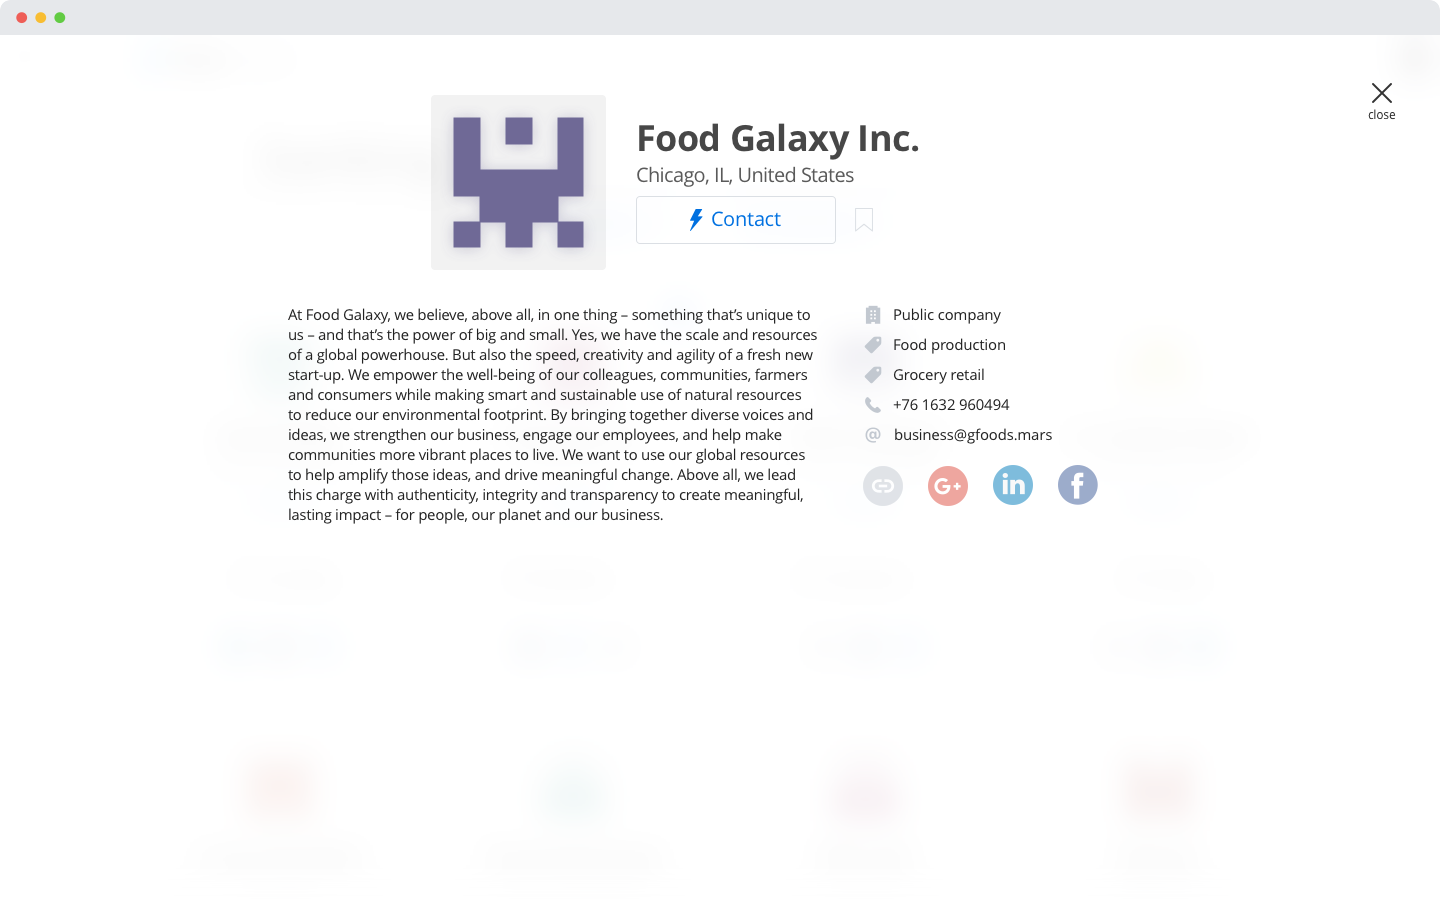 close
Food Galaxy Inc.
Chicago, IL, United States
Contact
At Food Galaxy, we believe, above all, in one thing – something that's unique to
us – and that's the power of big and small. Yes, we have the scale and resources
of a global powerhouse. But also the speed, creativity and agility of a fresh new
start-up. We empower the well-being of our colleagues, communities, farmers
and consumers while making smart and sustainable use of natural resources
to reduce our environmental footprint. By bringing together diverse voices and
ideas, we strengthen our business, engage our employees, and help make
communities more vibrant places to live. We want to use our global resources
to help amplify those ideas, and drive meaningful change. Above all, we lead
this charge with authenticity, integrity and transparency to create meaningful,
lasting impact – for people, our planet and our business.
Public company
Food production
Grocery retail
+76 1632 960494
@ business@gfoods.mars
G+ in f